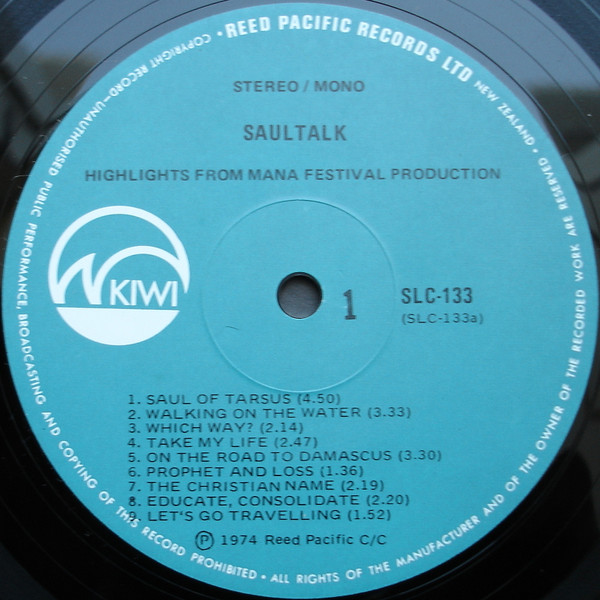 • REED PACIFIC RECORDS LTD NEW ZEALAND •
STEREO / MONO
SAULTALK
HIGHLIGHTS FROM MANA FESTIVAL PRODUCTION
KIWI
1
SLC-133
(SLC-133a)
1. SAUL OF TARSUS (4.50)
2. WALKING ON THE WATER (3.33)
3. WHICH WAY? (2.14)
4. TAKE MY LIFE (2.47)
5. ON THE ROAD TO DAMASCUS (3.30)
6. PROPHET AND LOSS (1.36)
7. THE CHRISTIAN NAME (2.19)
8. EDUCATE, CONSOLIDATE (2.20)
9. LET'S GO TRAVELLING (1.52)
Ⓟ 1974 Reed Pacific C/C
COPYRIGHT RECORD—UNAUTHORISED PUBLIC PERFORMANCE, BROADCASTING AND COPYING OF THIS RECORD PROHIBITED • ALL RIGHTS OF THE MANUFACTURER AND OF THE OWNER OF THE RECORDED WORK ARE RESERVED